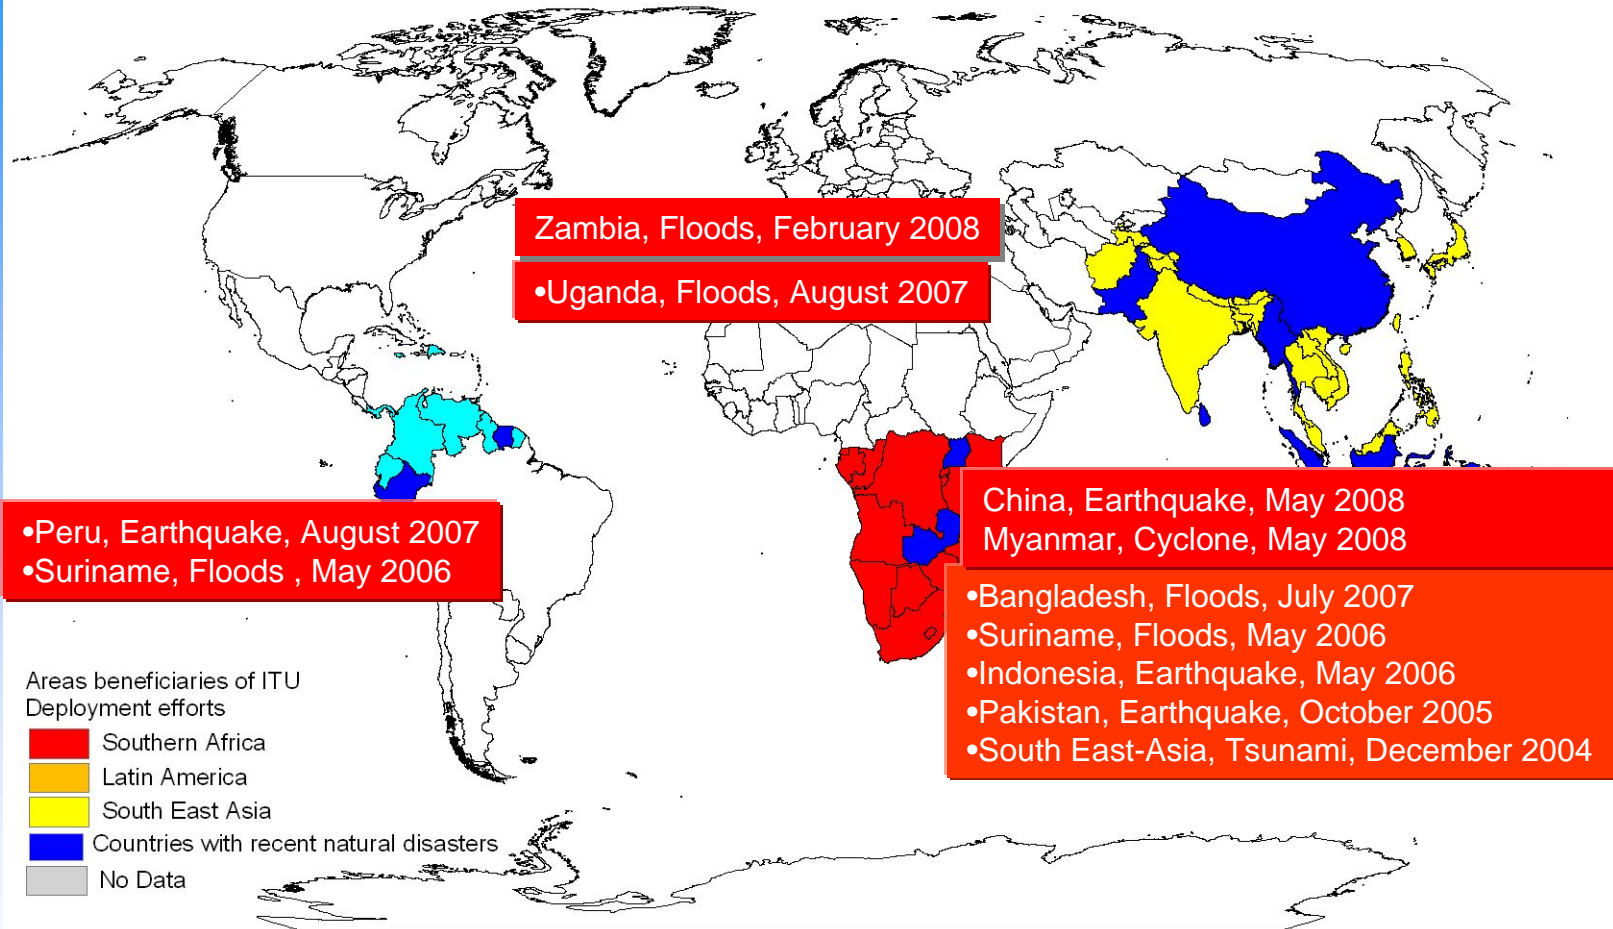 Zambia, Floods, February 2008
•Uganda, Floods, August 2007
•Peru, Earthquake, August 2007
•Suriname, Floods , May 2006
China, Earthquake, May 2008
Myanmar, Cyclone, May 2008
•Bangladesh, Floods, July 2007
•Suriname, Floods, May 2006
•Indonesia, Earthquake, May 2006
•Pakistan, Earthquake, October 2005
•South East-Asia, Tsunami, December 2004
Areas beneficiaries of ITU
Deployment efforts
Southern Africa
Latin America
South East Asia
Countries with recent natural disasters
No Data